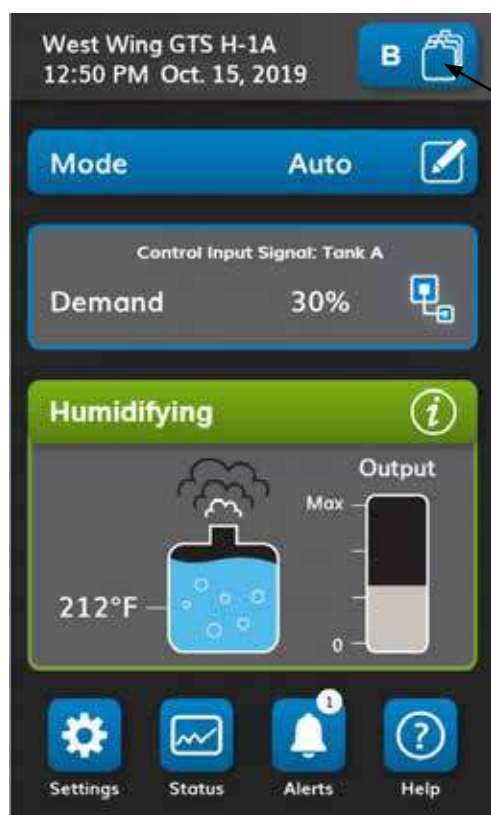 West Wing GTS H-1A
12:50 PM Oct. 15, 2019
B
Mode Auto
Control Input Signal: Tank A
Demand 30%
Humidifying
Output
Max
212°F
0
1
Settings Status Alerts Help